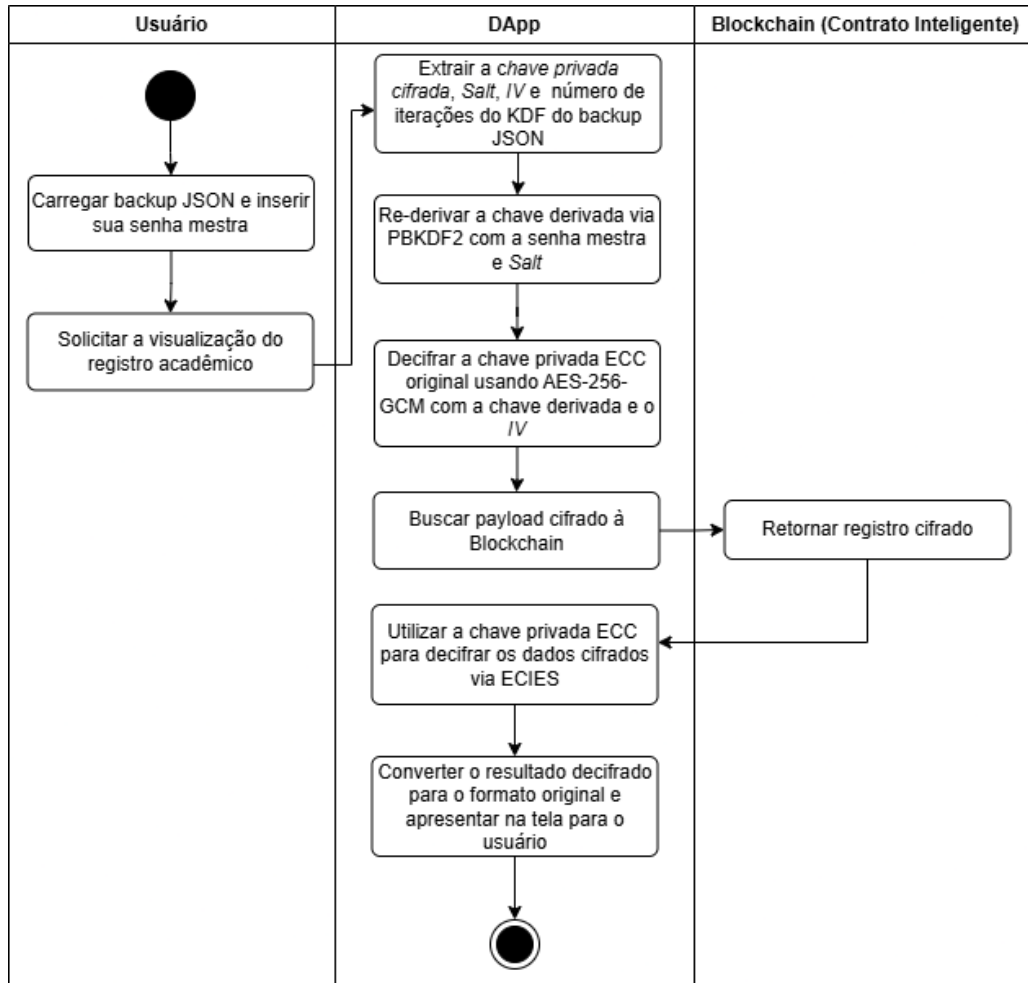 Usuário
DApp
Blockchain (Contrato Inteligente)
Carregar backup JSON e inserir
sua senha mestra
Solicitar a visualização do
registro acadêmico
Extrair a chave privada
cifrada, Salt, IV e número de
iterações do KDF do backup
JSON
Re-derivar a chave derivada via
PBKDF2 com a senha mestra
e Salt
Decifrar a chave privada ECC
original usando AES-256-
GCM com a chave derivada e o
IV
Buscar payload cifrado à
Blockchain
Retornar registro cifrado
Utilizar a chave privada ECC
para decifrar os dados cifrados
via ECIES
Converter o resultado decifrado
para o formato original e
apresentar na tela para o
usuário